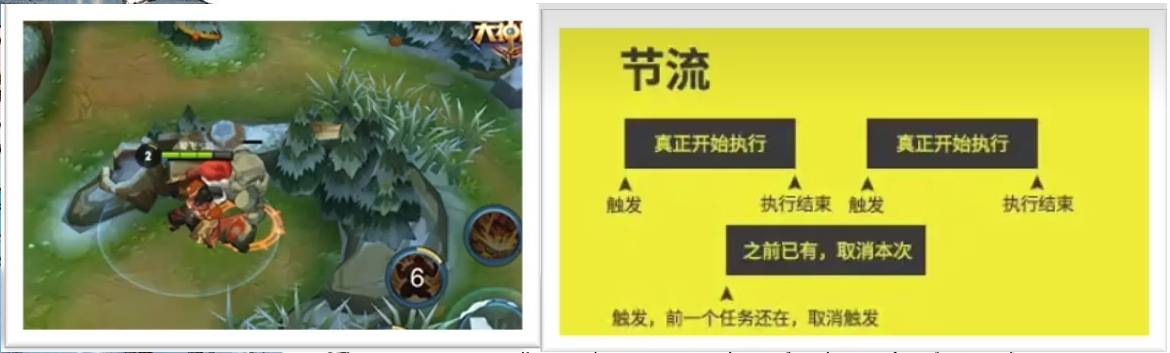 大神
2
6
节流
真正开始执行
真正开始执行
触发
执行结束
触发
执行结束
之前已有，取消本次
触发，前一个任务还在，取消触发